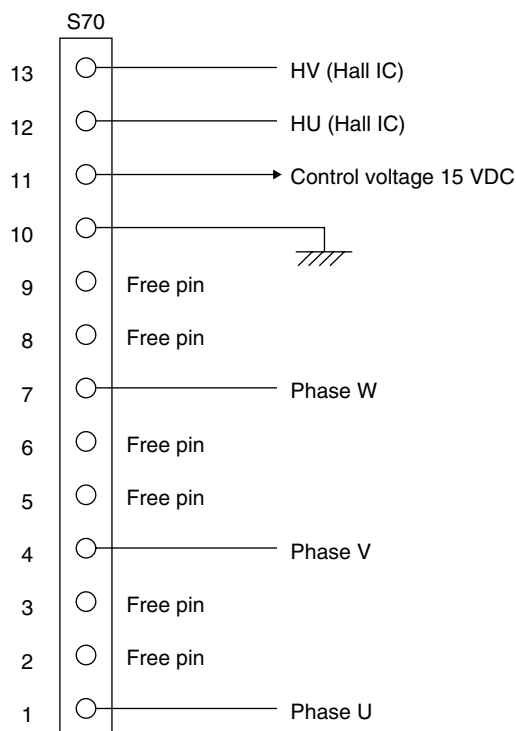 S70
13 HV (Hall IC)
12 HU (Hall IC)
11 Control voltage 15 VDC
10
9 Free pin
8 Free pin
7 Phase W
6 Free pin
5 Free pin
4 Phase V
3 Free pin
2 Free pin
1 Phase U